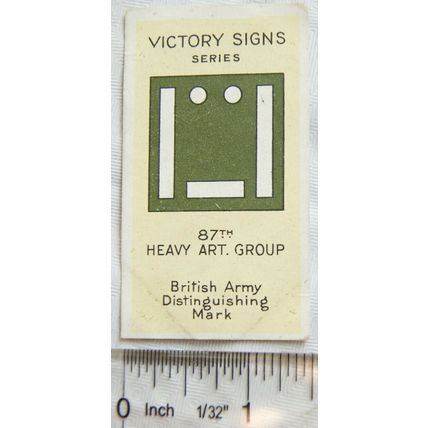 VICTORY SIGNS
SERIES
87TH
HEAVY ART. GROUP
British Army
Distinguishing
Mark
0 Inch 1/32" 1